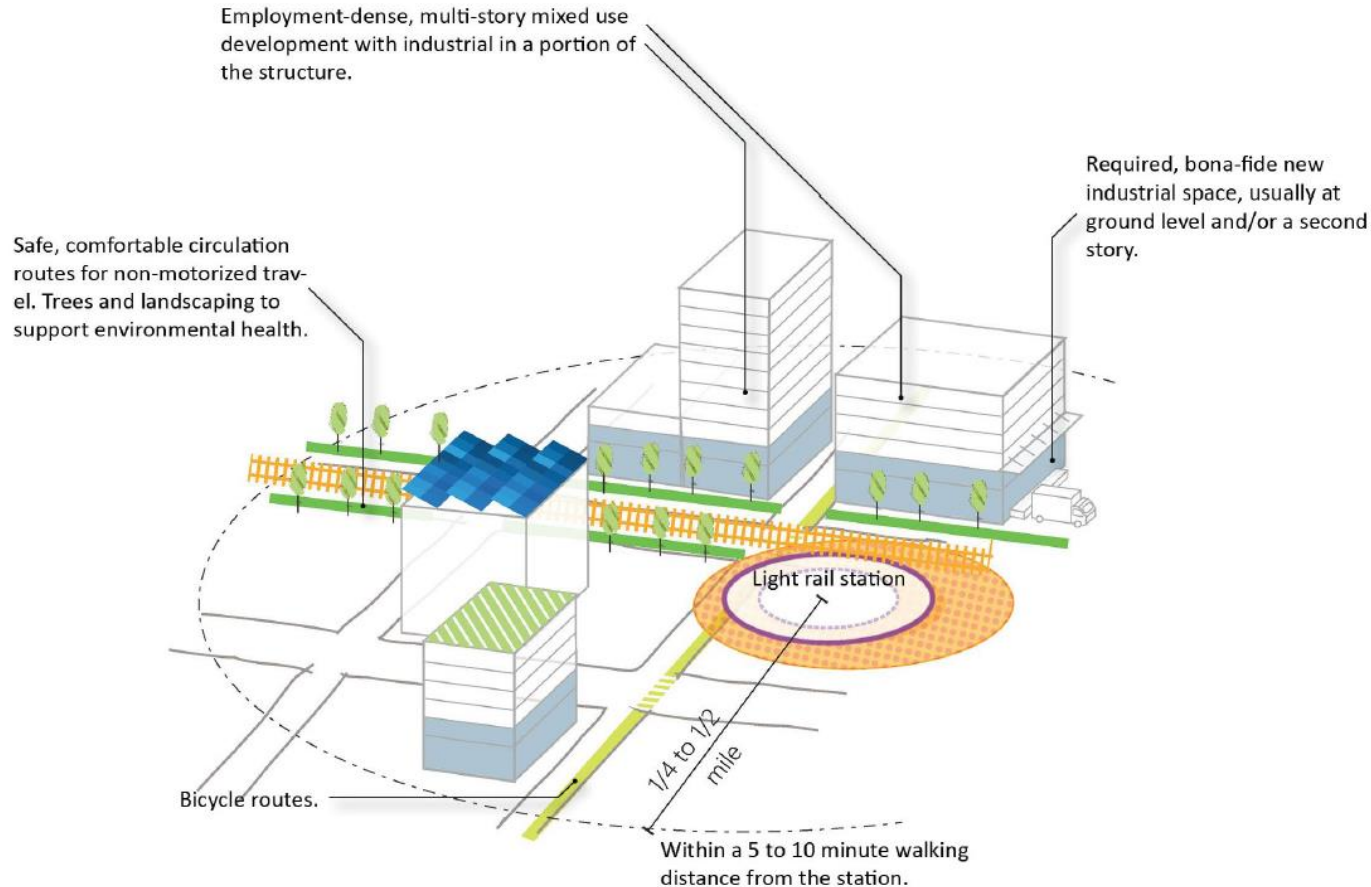 Employment-dense, multi-story mixed use
development with industrial in a portion of
the structure.
Required, bona-fide new
industrial space, usually at
ground level and/or a second
story.
Safe, comfortable circulation
routes for non-motorized trav-
el. Trees and landscaping to
support environmental health.
Light rail station
1/4 to 1/2
mile
Bicycle routes.
Within a 5 to 10 minute walking
distance from the station.